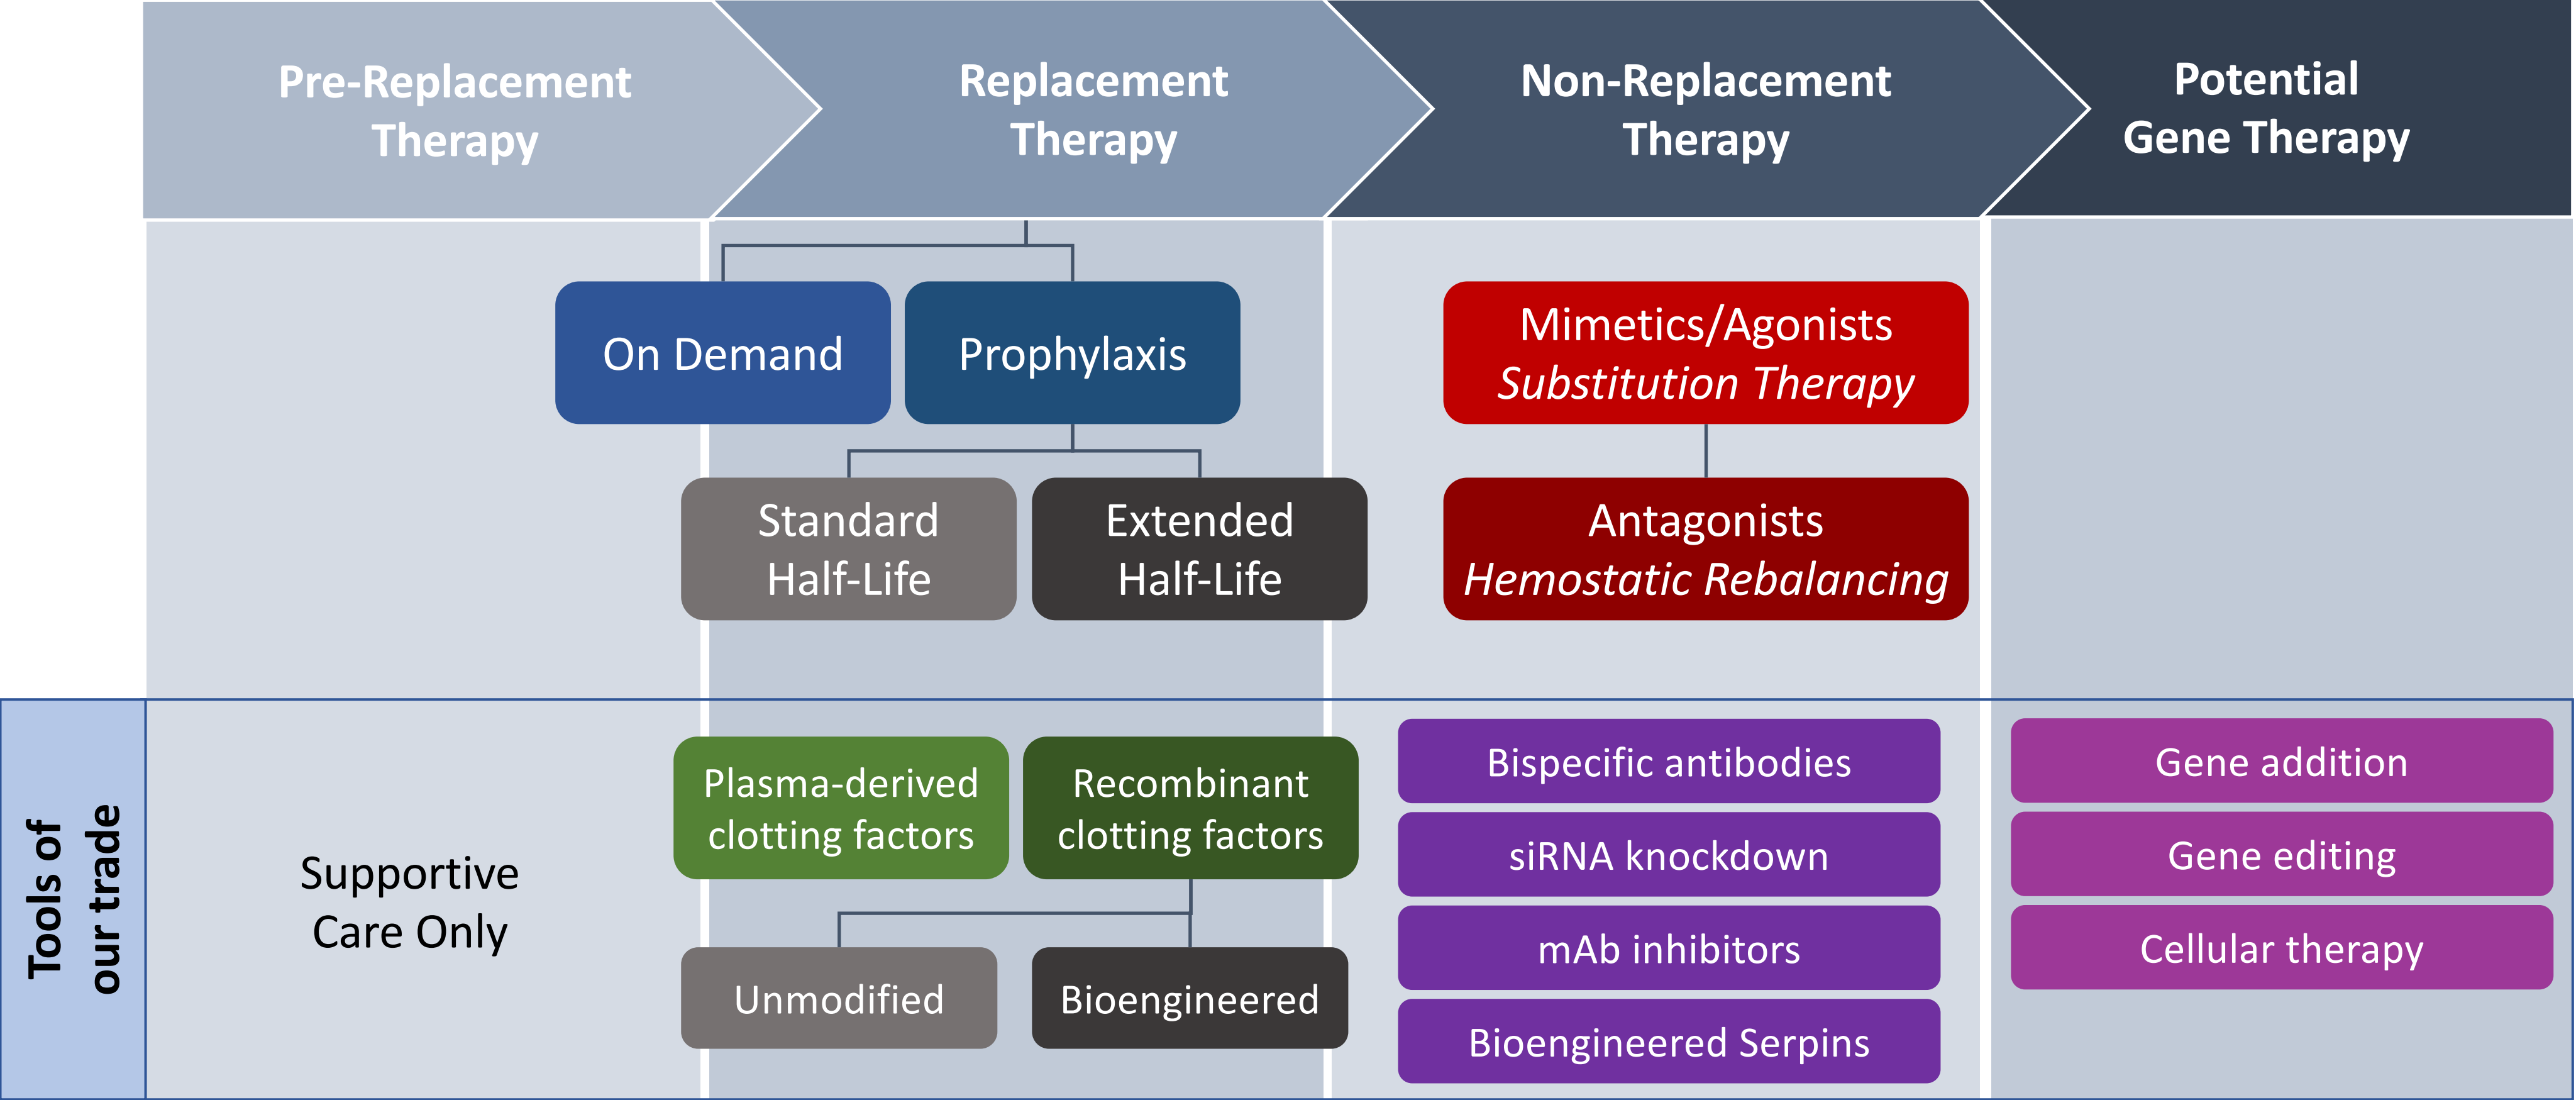 Pre-Replacement
Therapy
Replacement
Therapy
Non-Replacement
Therapy
Potential
Gene Therapy
On Demand
Prophylaxis
Standard
Half-Life
Extended
Half-Life
Mimetics/Agonists
Substitution Therapy
Antagonists
Hemostatic Rebalancing
Tools of
our trade
Supportive
Care Only
Plasma-derived
clotting factors
Recombinant
clotting factors
Unmodified
Bioengineered
Bispecific antibodies
siRNA knockdown
mAb inhibitors
Bioengineered Serpins
Gene addition
Gene editing
Cellular therapy